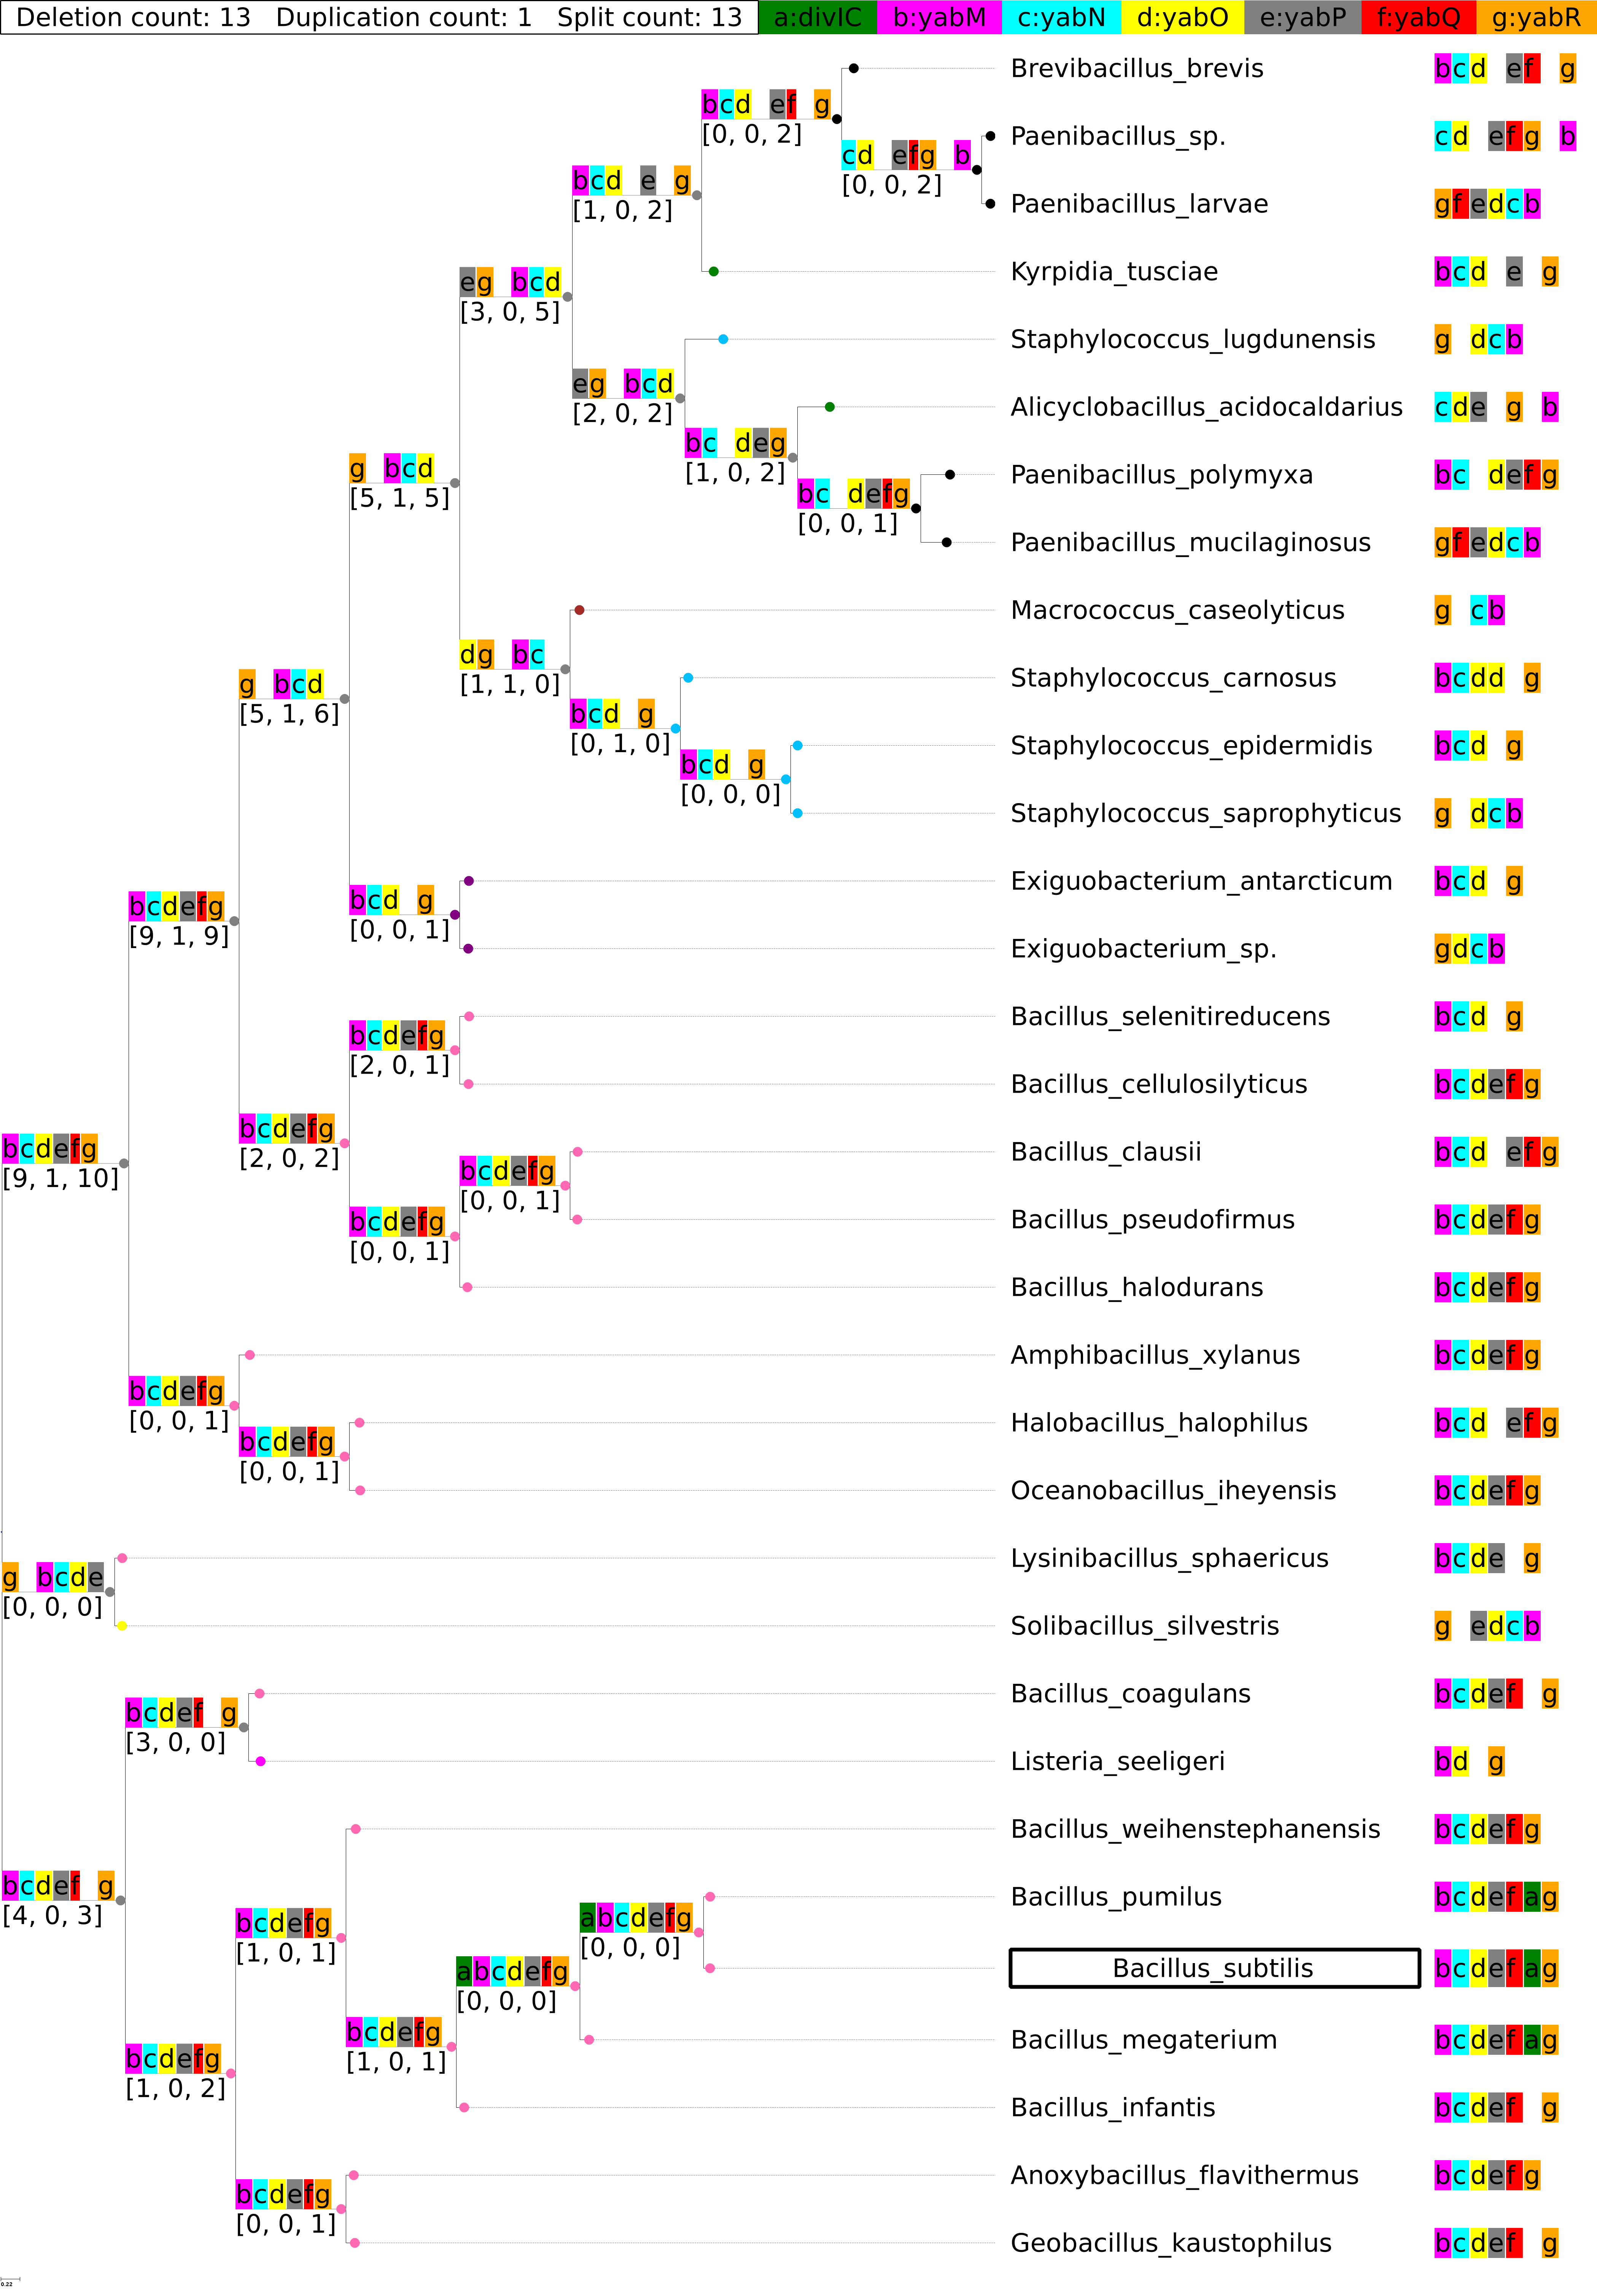 Deletion count: 13 Duplication count: 1 Split count: 13 a:divIC b:yabM c:yabN d:yabO e:yabP f:yabQ g:yabR
Brevibacillus_brevis bcd ef g
bcd ef g
[0, 0, 2]
Paenibacillus_sp. cd efg b
cd efg b
[0, 0, 2]
bcd e g
[1, 0, 2]
Paenibacillus_larvae gfedcb
Kyrpidia_tusciae bcd e g
eg bcd
[3, 0, 5]
Staphylococcus_lugdunensis g dcb
eg bcd
[2, 0, 2]
Alicyclobacillus_acidocaldarius cde g b
bc deg
[1, 0, 2]
Paenibacillus_polymyxa bc defg
g bcd
[5, 1, 5]
bc defg
[0, 0, 1]
Paenibacillus_mucilaginosus gfedcb
Macrococcus_caseolyticus g cb
dg bc
[1, 1, 0]
Staphylococcus_carnosus bcdd g
g bcd
[5, 1, 6]
bcd g
[0, 1, 0]
Staphylococcus_epidermidis bcd g
bcd g
[0, 0, 0]
Staphylococcus_saprophyticus g dcb
Exiguobacterium_antarcticum bcd g
bcd g
[0, 0, 1]
bcdefg
[9, 1, 9]
Exiguobacterium_sp. gdcb
Bacillus_selenitireducens bcd g
bcdefg
[2, 0, 1]
Bacillus_cellulosilyticus bcdefg
bcdefg
[2, 0, 2]
bcdefg
[9, 1, 10]
Bacillus_clausii bcd efg
bcdefg
[0, 0, 1]
Bacillus_pseudofirmus bcdefg
bcdefg
[0, 0, 1]
Bacillus_halodurans bcdefg
Amphibacillus_xylanus bcdefg
bcdefg
[0, 0, 1]
Halobacillus_halophilus bcd efg
bcdefg
[0, 0, 1]
Oceanobacillus_iheyensis bcdefg
Lysinibacillus_sphaericus bcde g
g bcde
[0, 0, 0]
Solibacillus_silvestris g edcb
Bacillus_coagulans bcdef g
bcdef g
[3, 0, 0]
Listeria_seeligeri bd g
Bacillus_weihenstephanensis bcdefg
bcdef g
[4, 0, 3]
Bacillus_pumilus bcdefag
abcdefg
[0, 0, 0]
bcdefg
[1, 0, 1]
Bacillus_subtilis bcdefag
abcdefg
[0, 0, 0]
Bacillus_megaterium bcdefag
bcdefg
[1, 0, 1]
bcdefg
[1, 0, 2]
Bacillus_infantis bcdef g
Anoxybacillus_flavithermus bcdefg
bcdefg
[0, 0, 1]
Geobacillus_kaustophilus bcdef g
0.22